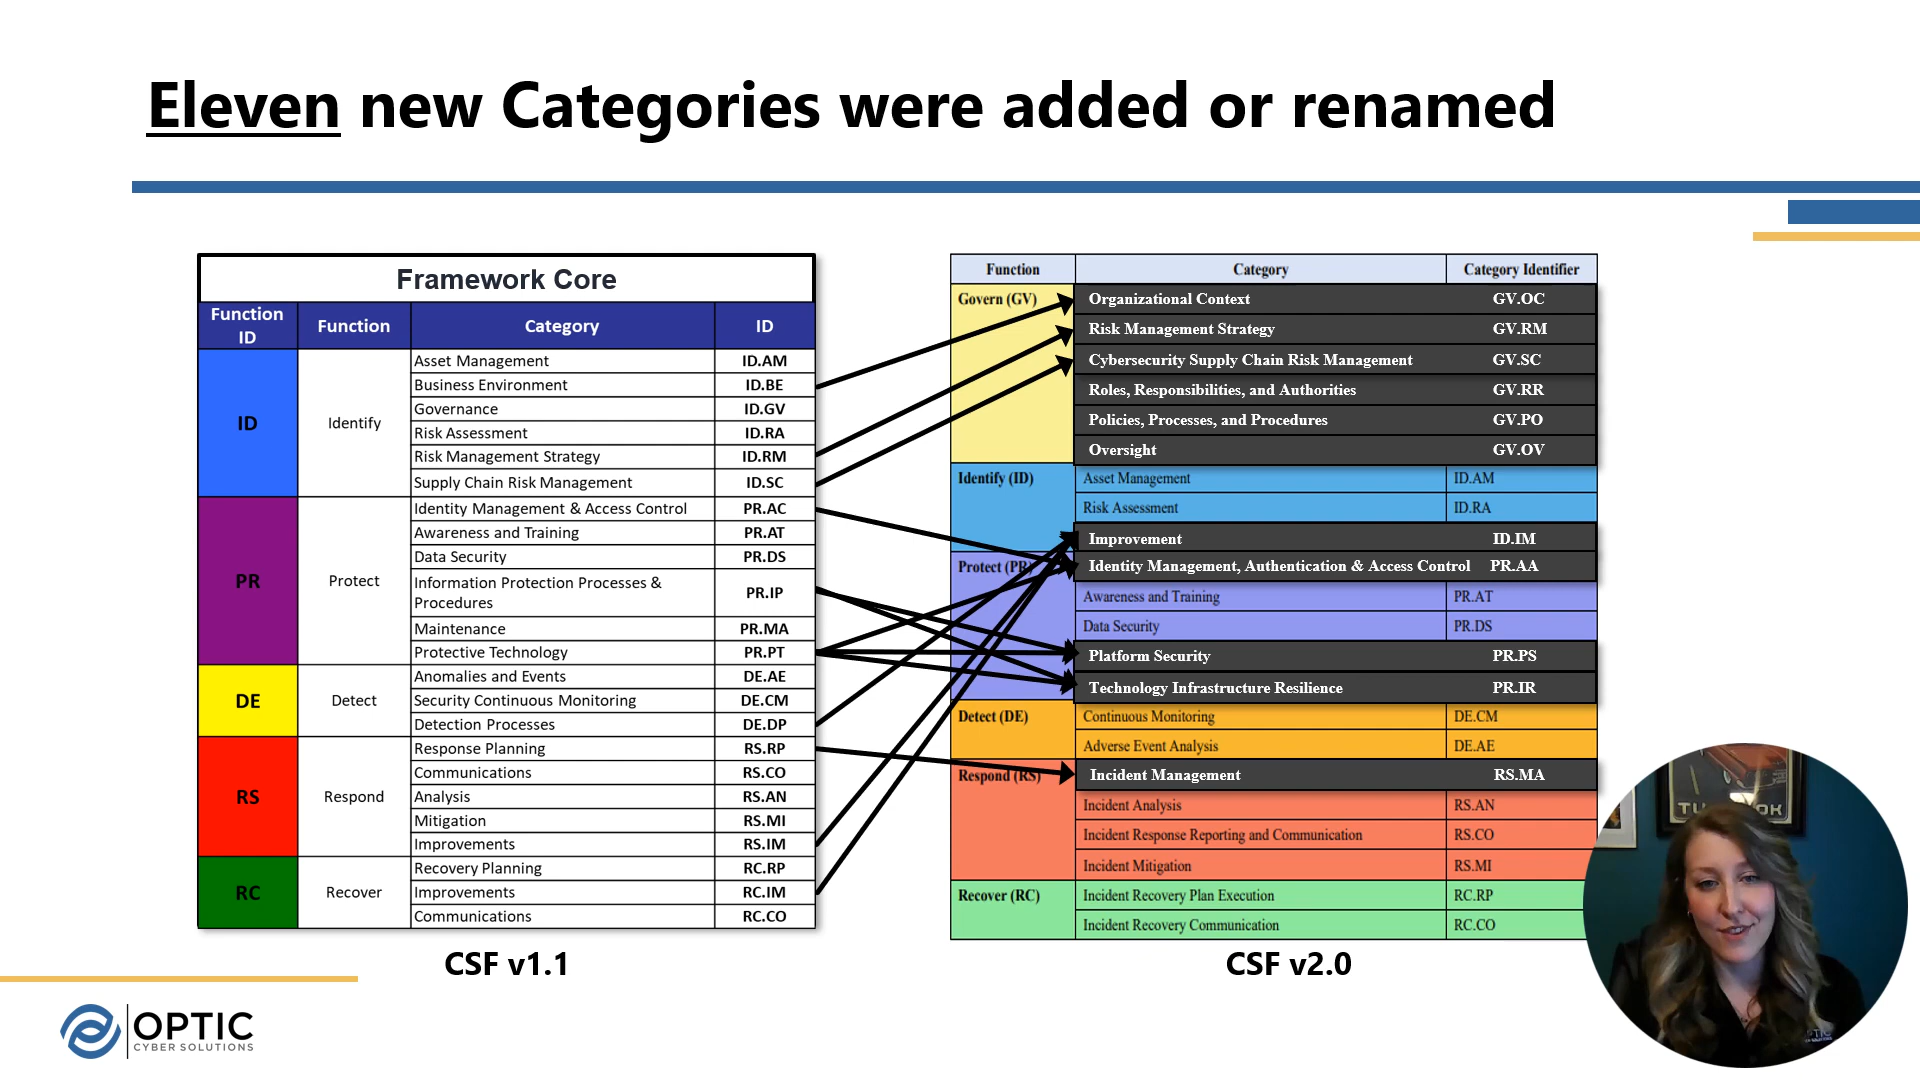 Eleven new Categories were added or renamed
Framework Core
Function ID Function Category ID
ID Identify
Asset Management ID.AM
Business Environment ID.BE
Governance ID.GV
Risk Assessment ID.RA
Risk Management Strategy ID.RM
Supply Chain Risk Management ID.SC
PR Protect
Identity Management & Access Control PR.AC
Awareness and Training PR.AT
Data Security PR.DS
Information Protection Processes &
Procedures PR.IP
Maintenance PR.MA
Protective Technology PR.PT
DE Detect
Anomalies and Events DE.AE
Security Continuous Monitoring DE.CM
Detection Processes DE.DP
RS Respond
Response Planning RS.RP
Communications RS.CO
Analysis RS.AN
Mitigation RS.MI
Improvements RS.IM
RC Recover
Recovery Planning RC.RP
Improvements RC.IM
Communications RC.CO
CSF v1.1
Function Category Category Identifier
Govern (GV) Organizational Context GV.OC
Risk Management Strategy GV.RM
Cybersecurity Supply Chain Risk Management GV.SC
Roles, Responsibilities, and Authorities GV.RR
Policies, Processes, and Procedures GV.PO
Oversight GV.OV
Identify (ID) Asset Management ID.AM
Risk Assessment ID.RA
Improvement ID.IM
Protect (PR Identity Management, Authentication & Access Control PR.AA
Awareness and Training PR.AT
Data Security PR.DS
Platform Security PR.PS
Technology Infrastructure Resilience PR.IR
Detect (DE) Continuous Monitoring DE.CM
Adverse Event Analysis DE.AE
Respond (RS) Incident Management RS.MA
Incident Analysis RS.AN
Incident Response Reporting and Communication RS.CO
Incident Mitigation RS.MI
Recover (RC) Incident Recovery Plan Execution RC.RP
Incident Recovery Communication RC.CO
CSF v2.0
OPTIC
CYBER SOLUTIONS